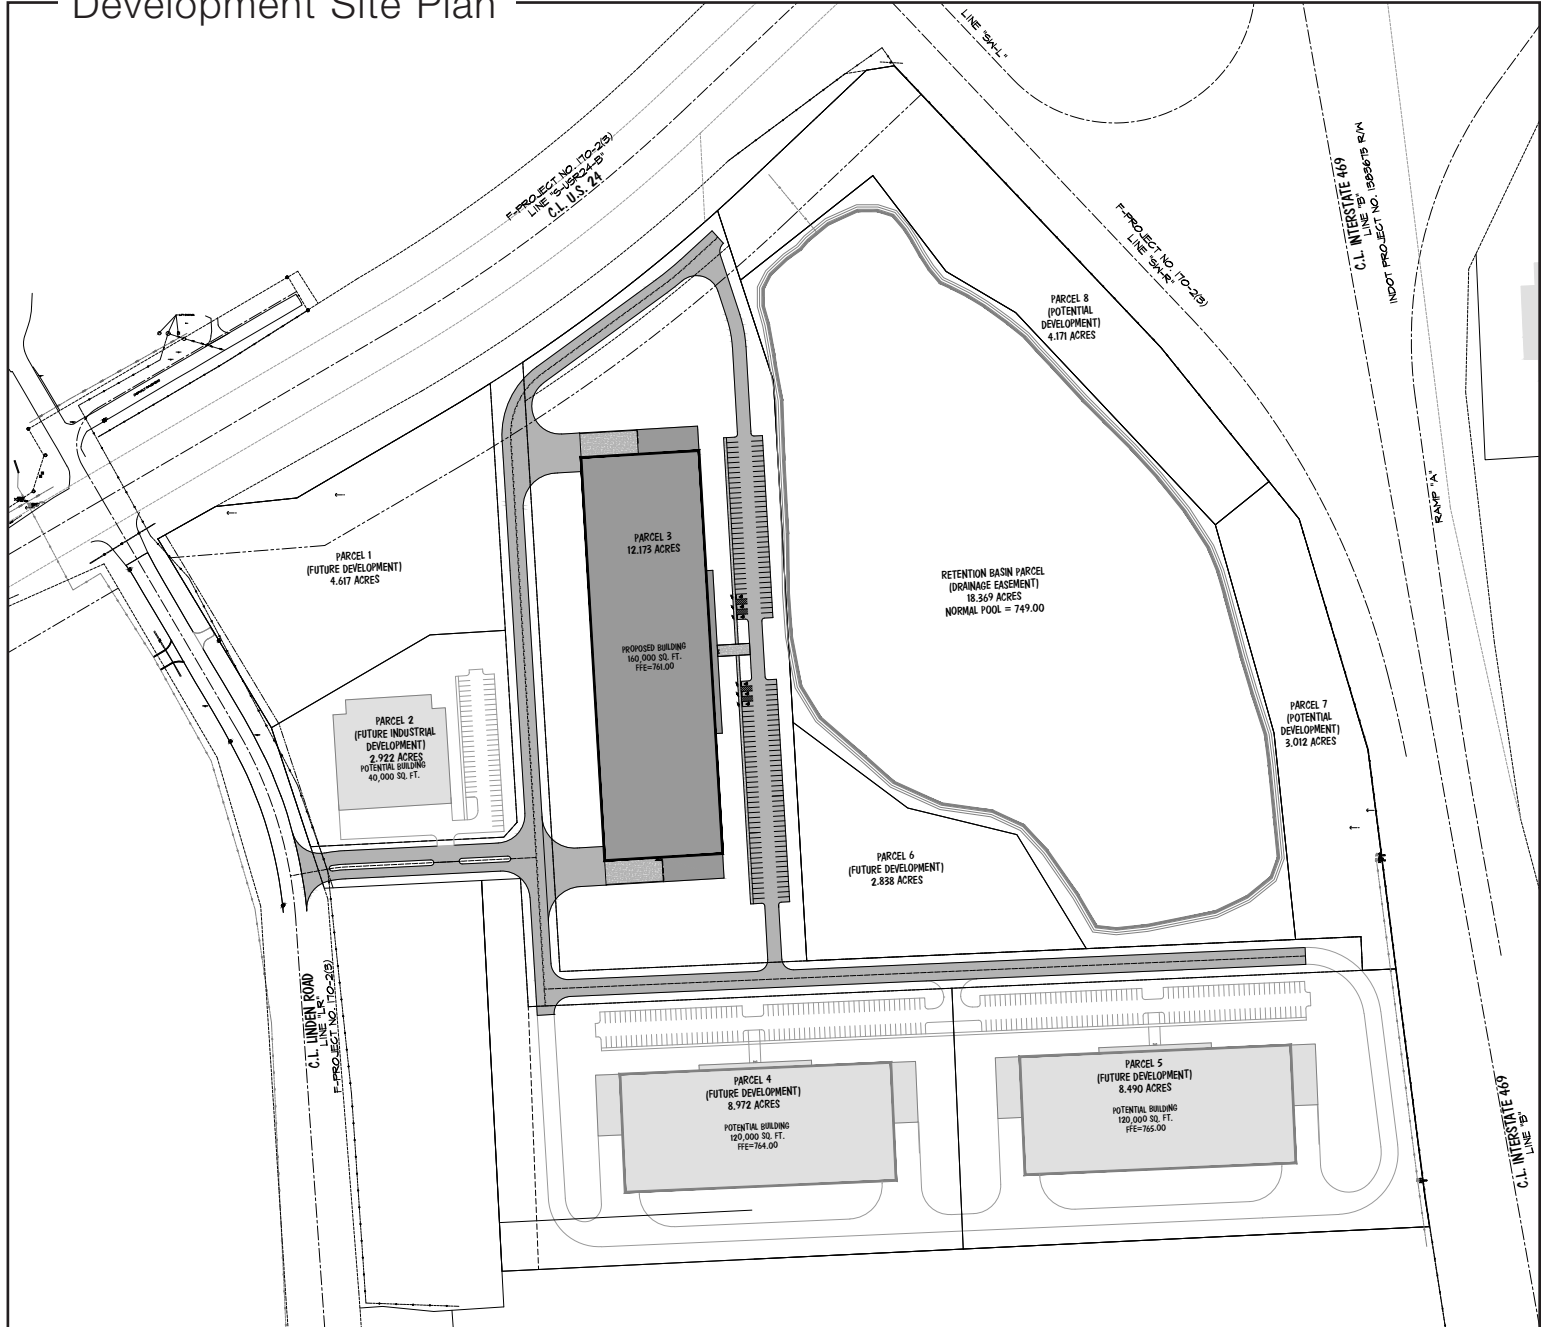 Development Site Plan
LINE "SW-L"
F-PROJECT NO. 170-2(3)
LINE "S-USR24-B"
C.L. U.S. 24
C.L. INTERSTATE 469
LINE "B"
INDOT PROJECT NO. 1383675 R/W
F-PROJECT NO. 170-2(3)
LINE "SW-R"
PARCEL 8
(POTENTIAL
DEVELOPMENT)
4.171 ACRES
RAMP "A"
PARCEL 1
(FUTURE DEVELOPMENT)
4.617 ACRES
PARCEL 3
12.173 ACRES
PROPOSED BUILDING
160,000 SQ. FT.
FFE=761.00
RETENTION BASIN PARCEL
(DRAINAGE EASEMENT)
18.369 ACRES
NORMAL POOL = 749.00
PARCEL 2
(FUTURE INDUSTRIAL
DEVELOPMENT)
2.922 ACRES
POTENTIAL BUILDING
40,000 SQ. FT.
PARCEL 7
(POTENTIAL
DEVELOPMENT)
3.012 ACRES
PARCEL 6
(FUTURE DEVELOPMENT)
2.838 ACRES
C.L. LINDEN ROAD
LINE "LR"
F-PROJECT NO. 170-2(3)
PARCEL 4
(FUTURE DEVELOPMENT)
8.972 ACRES
POTENTIAL BUILDING
120,000 SQ. FT.
FFE=764.00
PARCEL 5
(FUTURE DEVELOPMENT)
8.490 ACRES
POTENTIAL BUILDING
120,000 SQ. FT.
FFE=765.00
C.L. INTERSTATE 469
LINE "B"